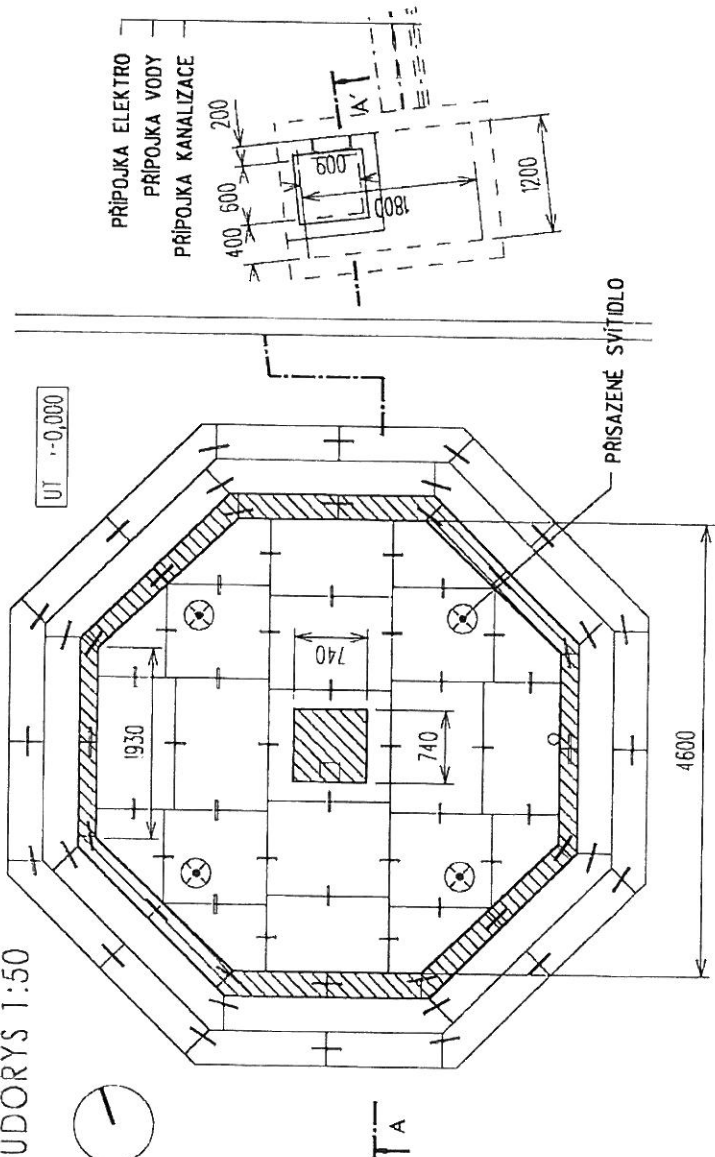 PŮDORYS 1:50
A
ÚT -0,000
PŘÍPOJKA ELEKTRO
PŘÍPOJKA VODY
PŘÍPOJKA KANALIZACE
200
600
400
600
1800
1200
A'
1930
740
740
4600
PŘISAZENÉ SVÍTIDLO